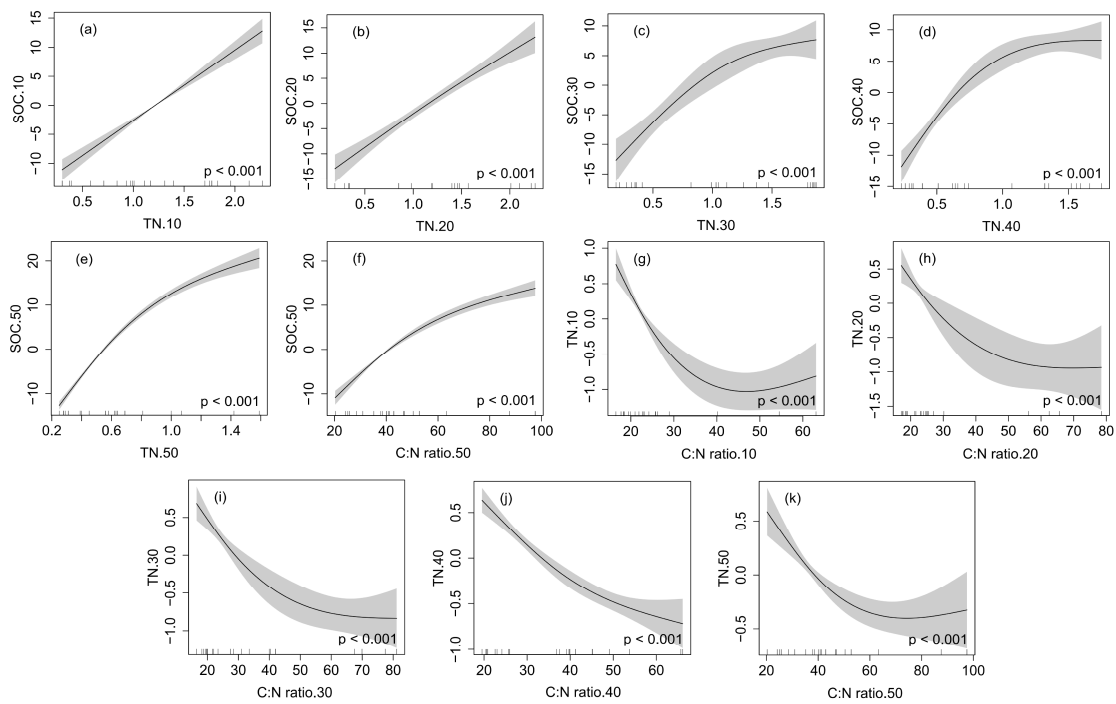 (a)
SOC.10
15
10
5
0
−5
−10
0.5 1.0 1.5 2.0
TN.10
p < 0.001
(b)
SOC.20
15
10
5
0
−5
−15
0.5 1.0 1.5 2.0
TN.20
p < 0.001
(c)
SOC.30
10
5
0
−5
−15
0.5 1.0 1.5
TN.30
p < 0.001
(d)
SOC.40
10
5
0
−5
−10
−15
0.5 1.0 1.5
TN.40
p < 0.001
(e)
SOC.50
20
10
0
−10
0.2 0.6 1.0 1.4
TN.50
p < 0.001
(f)
SOC.50
20
10
0
−10
20 40 60 80 100
C:N ratio.50
p < 0.001
(g)
TN.10
1.0
0.5
0.0
−0.5
−1.0
20 30 40 50 60
C:N ratio.10
p < 0.001
(h)
TN.20
0.5
0.0
−0.5
−1.0
−1.5
20 30 40 50 60 70 80
C:N ratio.20
p < 0.001
(i)
TN.30
0.5
0.0
−0.5
−1.0
20 30 40 50 60 70 80
C:N ratio.30
p < 0.001
(j)
TN.40
0.5
0.0
−0.5
−1.0
20 30 40 50 60
C:N ratio.40
p < 0.001
(k)
TN.50
0.5
0.0
−0.5
20 30 40 50 60 70 80 90 100
C:N ratio.50
p < 0.001